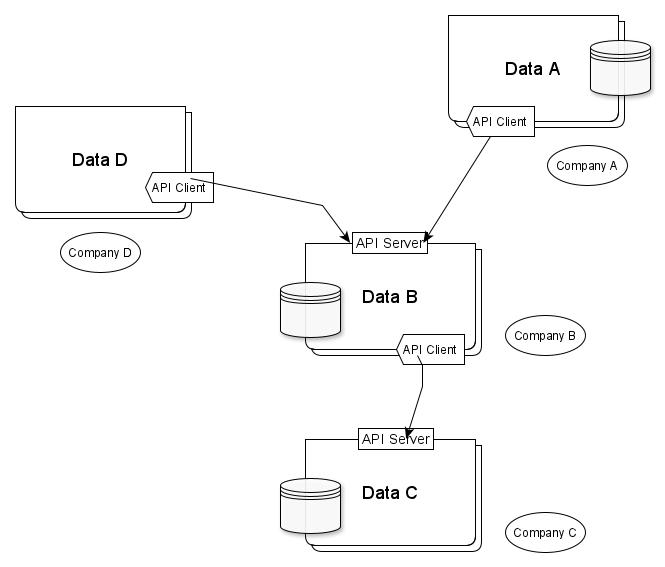 Data A
API Client
Company A
Data D
API Client
Company D
API Server
Data B
API Client
Company B
API Server
Data C
Company C